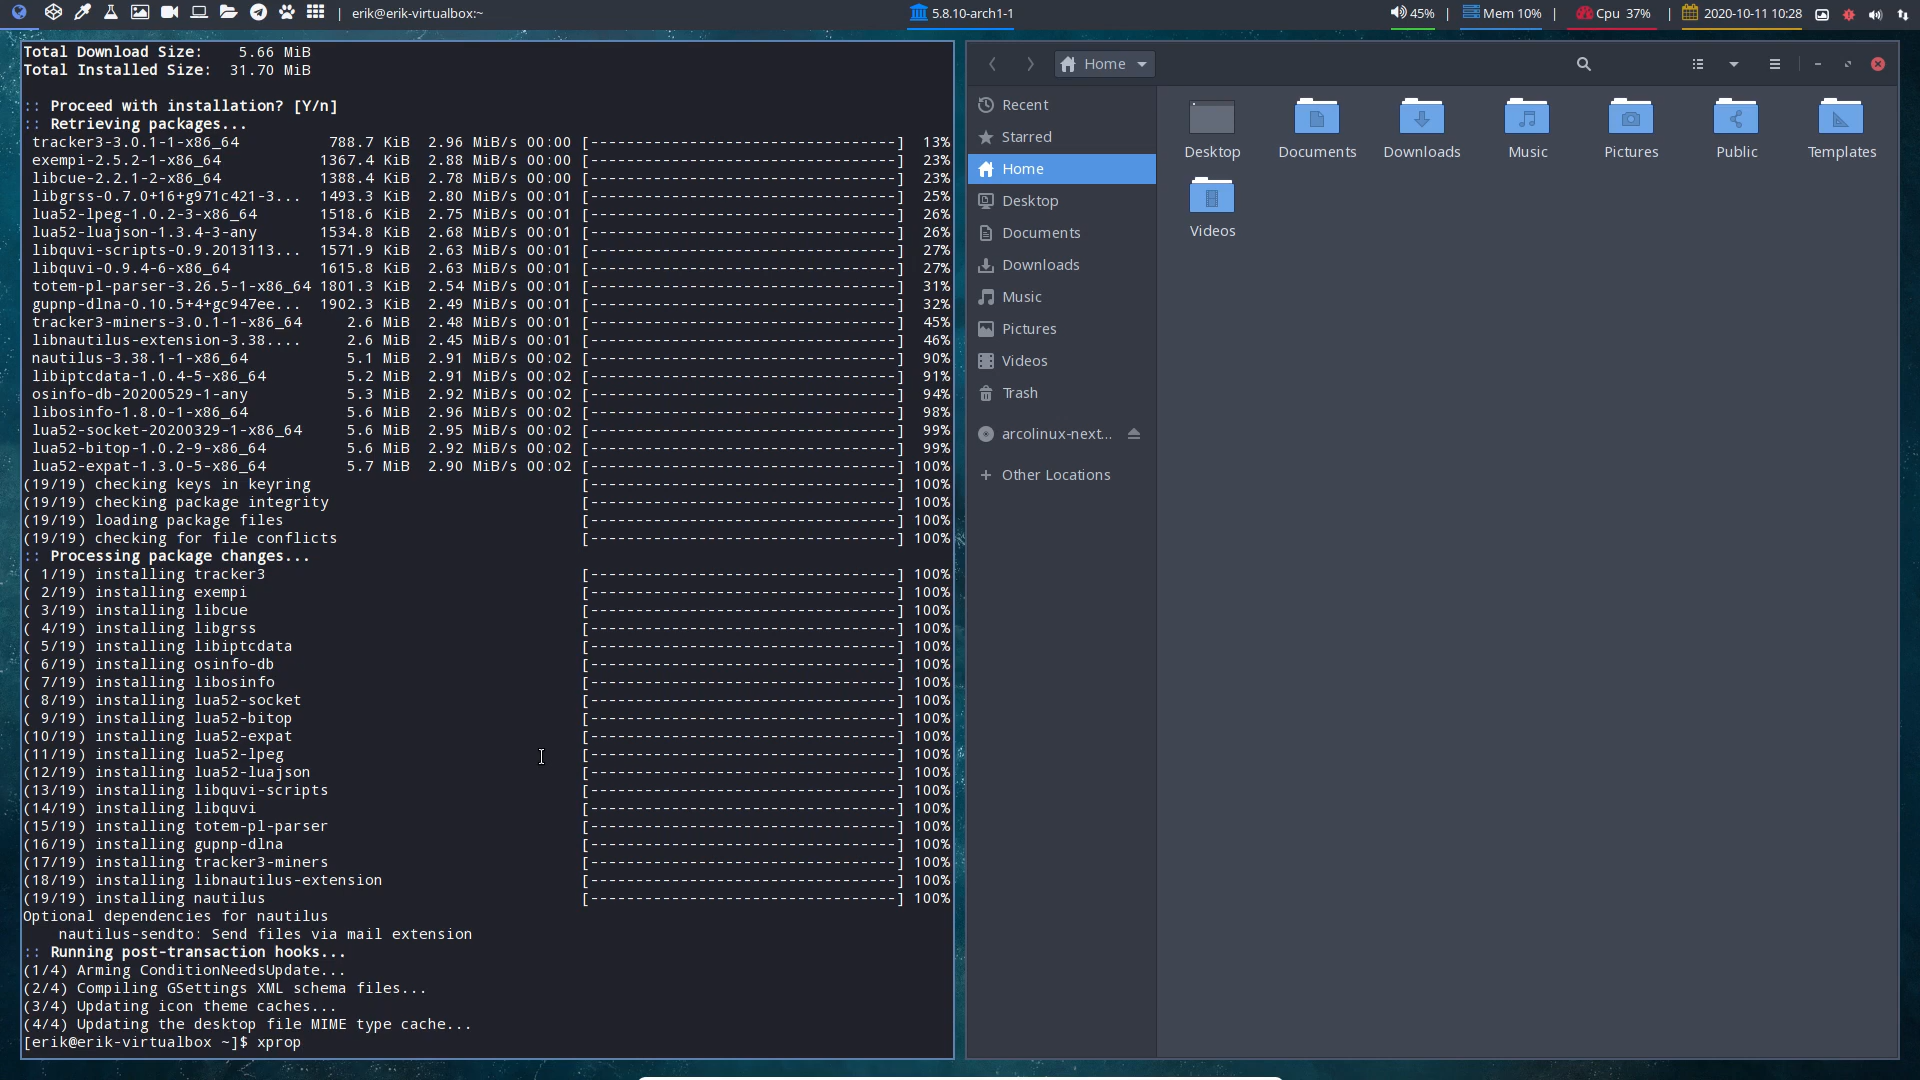 erik@erik-virtualbox:~
5.8.10-arch1-1
45%
Mem 10%
Cpu 37%
2020-10-11 10:28
Total Download Size: 5.66 MiB
Total Installed Size: 31.70 MiB
:: Proceed with installation? [Y/n]
:: Retrieving packages...
tracker3-3.0.1-1-x86_64 788.7 KiB 2.96 MiB/s 00:00 [----------------------------------] 13%
exempi-2.5.2-1-x86_64 1367.4 KiB 2.88 MiB/s 00:00 [----------------------------------] 23%
libcue-2.2.1-2-x86_64 1388.4 KiB 2.78 MiB/s 00:00 [----------------------------------] 23%
libgrss-0.7.0+16+g971c421-3... 1493.3 KiB 2.80 MiB/s 00:01 [----------------------------------] 25%
lua52-lpeg-1.0.2-3-x86_64 1518.6 KiB 2.75 MiB/s 00:01 [----------------------------------] 26%
lua52-luajson-1.3.4-3-any 1534.8 KiB 2.68 MiB/s 00:01 [----------------------------------] 26%
libquvi-scripts-0.9.2013113... 1571.9 KiB 2.63 MiB/s 00:01 [----------------------------------] 27%
libquvi-0.9.4-6-x86_64 1615.8 KiB 2.63 MiB/s 00:01 [----------------------------------] 27%
totem-pl-parser-3.26.5-1-x86_64 1801.3 KiB 2.54 MiB/s 00:01 [----------------------------------] 31%
gupnp-dlna-0.10.5+4+gc947ee... 1902.3 KiB 2.49 MiB/s 00:01 [----------------------------------] 32%
tracker3-miners-3.0.1-1-x86_64 2.6 MiB 2.48 MiB/s 00:01 [----------------------------------] 45%
libnautilus-extension-3.38.... 2.6 MiB 2.45 MiB/s 00:01 [----------------------------------] 46%
nautilus-3.38.1-1-x86_64 5.1 MiB 2.91 MiB/s 00:02 [----------------------------------] 90%
libiptcdata-1.0.4-5-x86_64 5.2 MiB 2.91 MiB/s 00:02 [----------------------------------] 91%
osinfo-db-20200529-1-any 5.3 MiB 2.92 MiB/s 00:02 [----------------------------------] 94%
libosinfo-1.8.0-1-x86_64 5.6 MiB 2.96 MiB/s 00:02 [----------------------------------] 98%
lua52-socket-20200329-1-x86_64 5.6 MiB 2.95 MiB/s 00:02 [----------------------------------] 99%
lua52-bitop-1.0.2-9-x86_64 5.6 MiB 2.92 MiB/s 00:02 [----------------------------------] 99%
lua52-expat-1.3.0-5-x86_64 5.7 MiB 2.90 MiB/s 00:02 [----------------------------------] 100%
(19/19) checking keys in keyring [----------------------------------] 100%
(19/19) checking package integrity [----------------------------------] 100%
(19/19) loading package files [----------------------------------] 100%
(19/19) checking for file conflicts [----------------------------------] 100%
:: Processing package changes...
( 1/19) installing tracker3 [----------------------------------] 100%
( 2/19) installing exempi [----------------------------------] 100%
( 3/19) installing libcue [----------------------------------] 100%
( 4/19) installing libgrss [----------------------------------] 100%
( 5/19) installing libiptcdata [----------------------------------] 100%
( 6/19) installing osinfo-db [----------------------------------] 100%
( 7/19) installing libosinfo [----------------------------------] 100%
( 8/19) installing lua52-socket [----------------------------------] 100%
( 9/19) installing lua52-bitop [----------------------------------] 100%
(10/19) installing lua52-expat [----------------------------------] 100%
(11/19) installing lua52-lpeg [----------------------------------] 100%
(12/19) installing lua52-luajson [----------------------------------] 100%
(13/19) installing libquvi-scripts [----------------------------------] 100%
(14/19) installing libquvi [----------------------------------] 100%
(15/19) installing totem-pl-parser [----------------------------------] 100%
(16/19) installing gupnp-dlna [----------------------------------] 100%
(17/19) installing tracker3-miners [----------------------------------] 100%
(18/19) installing libnautilus-extension [----------------------------------] 100%
(19/19) installing nautilus [----------------------------------] 100%
Optional dependencies for nautilus
nautilus-sendto: Send files via mail extension
:: Running post-transaction hooks...
(1/4) Arming ConditionNeedsUpdate...
(2/4) Compiling GSettings XML schema files...
(3/4) Updating icon theme caches...
(4/4) Updating the desktop file MIME type cache...
[erik@erik-virtualbox ~]$ xprop
Home
Recent
Starred
Home
Desktop
Documents
Downloads
Music
Pictures
Videos
Trash
arcolinux-next...
+ Other Locations
Desktop
Documents
Downloads
Music
Pictures
Public
Templates
Videos